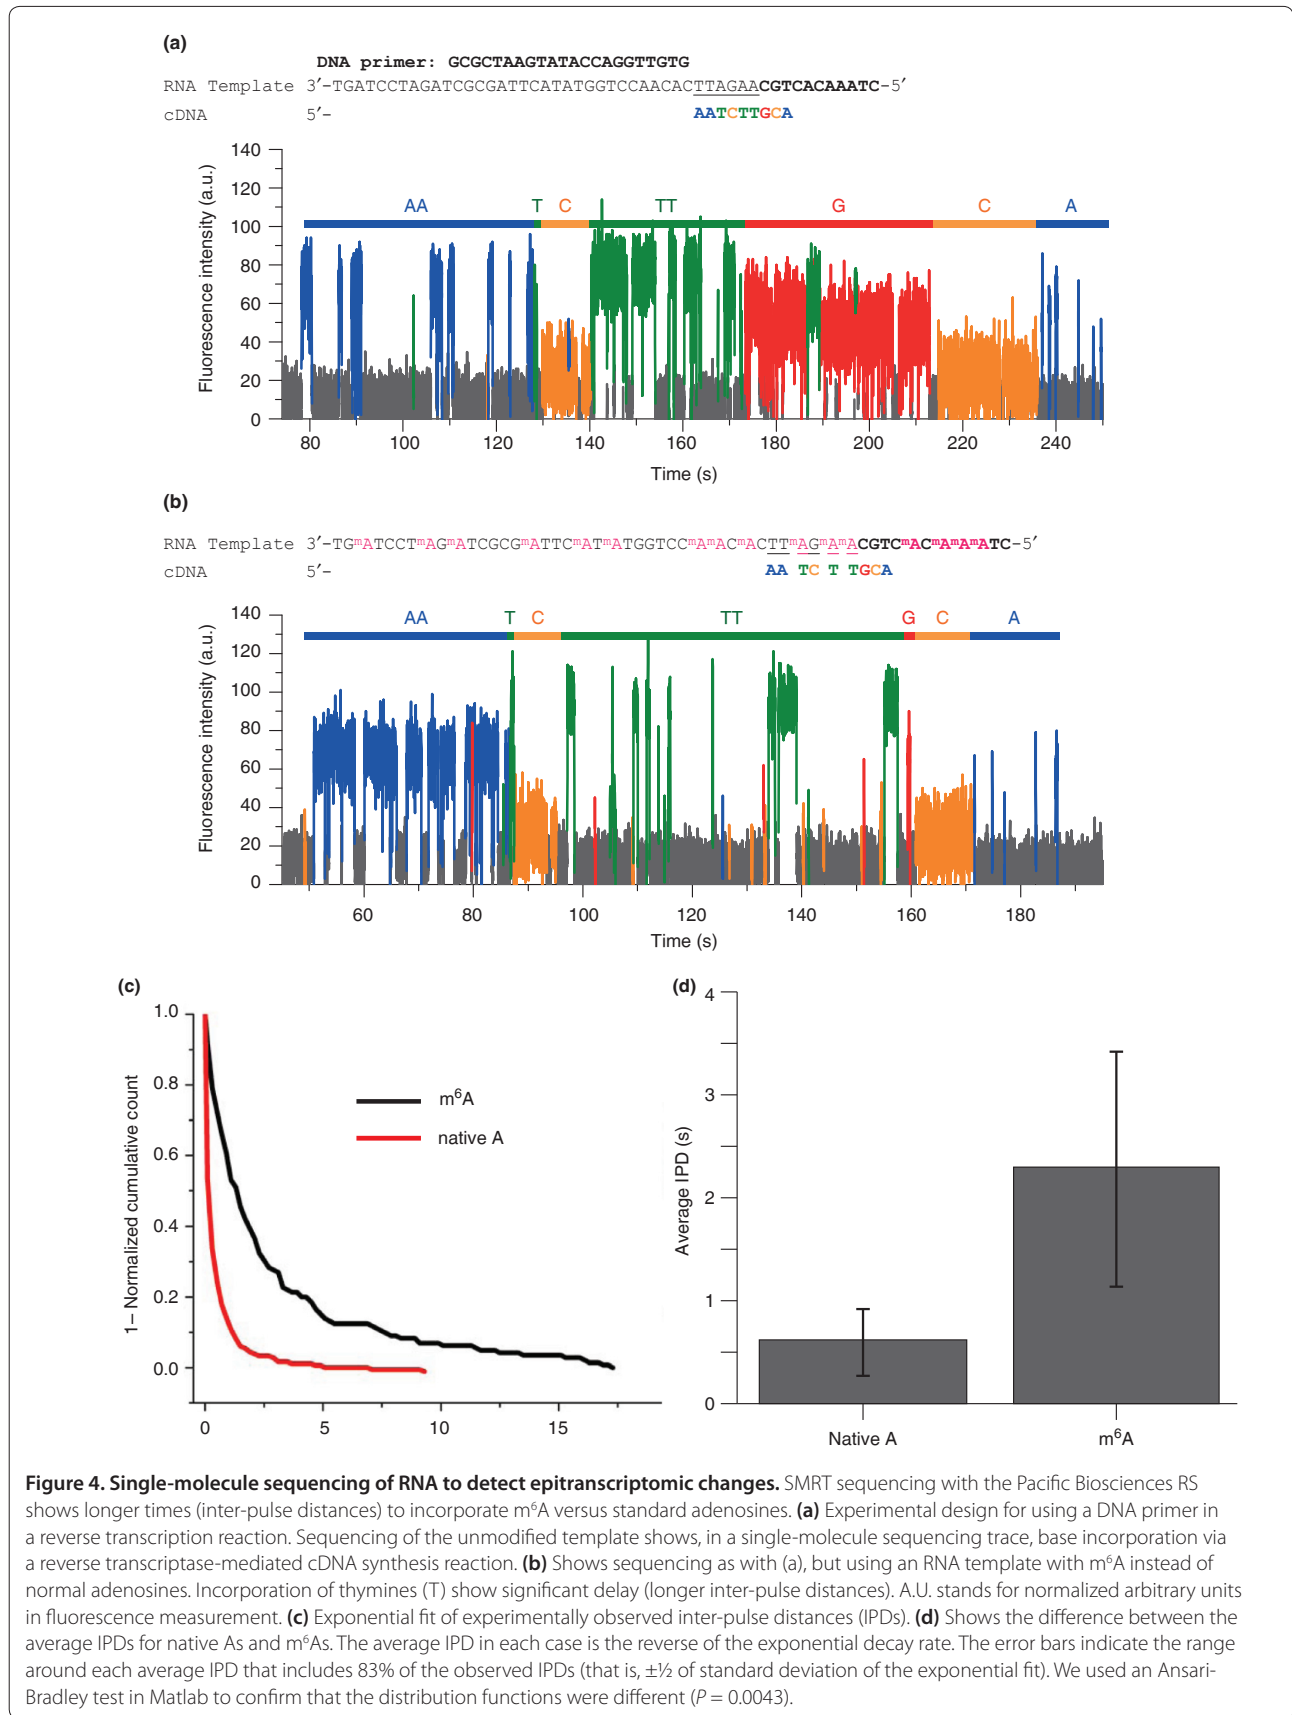 (a)
DNA primer: GCGCTAAGTATACCAGGTTGTG
RNA Template 3′-TGATCCTAGATCGCGATTCATATGGTCCAACACTTAGAACGTCACAAATC-5′
cDNA 5′- AATCTTGCA
Fluorescence intensity (a.u.)
140
120
100
80
60
40
20
0
AA T C TT G C A
80 100 120 140 160 180 200 220 240
Time (s)
(b)
RNA Template 3′-TGmATCCTmAGmATCGCGmATTCmATmATGGTCCmAmACmACTTmAGmAmACGTCmACmAmAmATC-5′
cDNA 5′- AA TC T TGCA
Fluorescence intensity (a.u.)
140
120
100
80
60
40
20
0
AA T C TT G C A
60 80 100 120 140 160 180
Time (s)
(c)
1– Normalized cumulative count
1.0
0.8
0.6
0.4
0.2
0.0
m⁶A
native A
0 5 10 15
(d)
Average IPD (s)
4
3
2
1
0
Native A m⁶A
Figure 4. Single-molecule sequencing of RNA to detect epitranscriptomic changes. SMRT sequencing with the Pacific Biosciences RS
shows longer times (inter-pulse distances) to incorporate m⁶A versus standard adenosines. (a) Experimental design for using a DNA primer in
a reverse transcription reaction. Sequencing of the unmodified template shows, in a single-molecule sequencing trace, base incorporation via
a reverse transcriptase-mediated cDNA synthesis reaction. (b) Shows sequencing as with (a), but using an RNA template with m⁶A instead of
normal adenosines. Incorporation of thymines (T) show significant delay (longer inter-pulse distances). A.U. stands for normalized arbitrary units
in fluorescence measurement. (c) Exponential fit of experimentally observed inter-pulse distances (IPDs). (d) Shows the difference between the
average IPDs for native As and m⁶As. The average IPD in each case is the reverse of the exponential decay rate. The error bars indicate the range
around each average IPD that includes 83% of the observed IPDs (that is, ±½ of standard deviation of the exponential fit). We used an Ansari-
Bradley test in Matlab to confirm that the distribution functions were different (P = 0.0043).